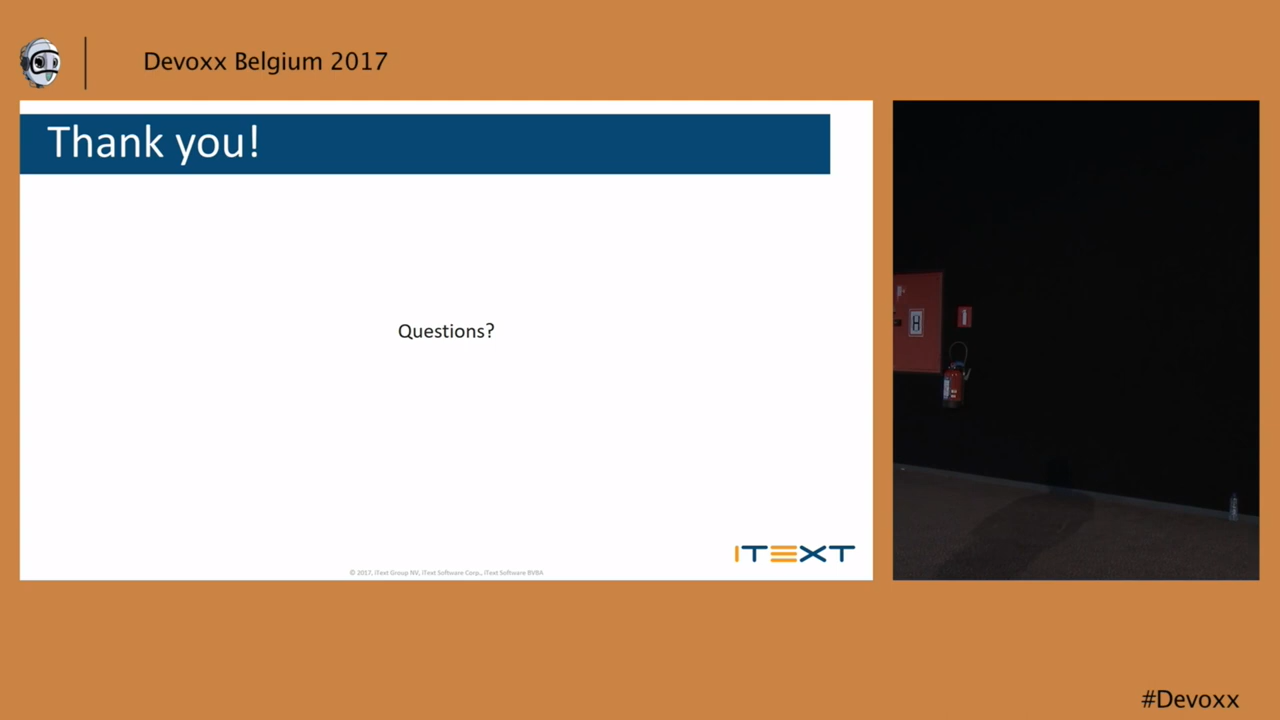 Devoxx Belgium 2017
Thank you!
Questions?
iTEXT
© 2017, iText Group NV, iText Software Corp., iText Software BVBA
#Devoxx